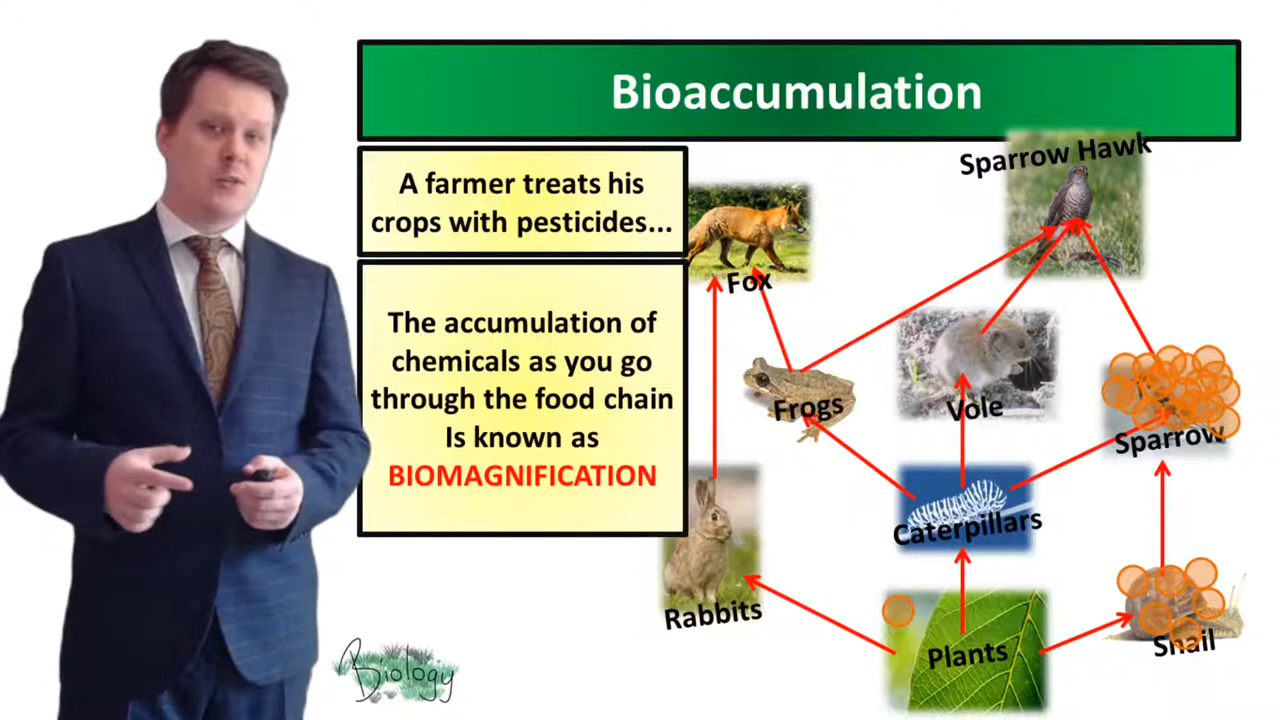 Bioaccumulation
A farmer treats his
crops with pesticides...
The accumulation of
chemicals as you go
through the food chain
Is known as
BIOMAGNIFICATION
Sparrow Hawk
Fox
Frogs
Vole
Sparrow
Caterpillars
Rabbits
Plants
Snail
Biology